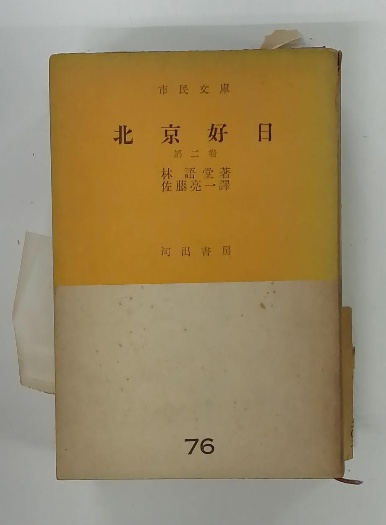 市民文庫
北京好日
第二卷
林語堂著
佐藤亮一譯
河出書房
76